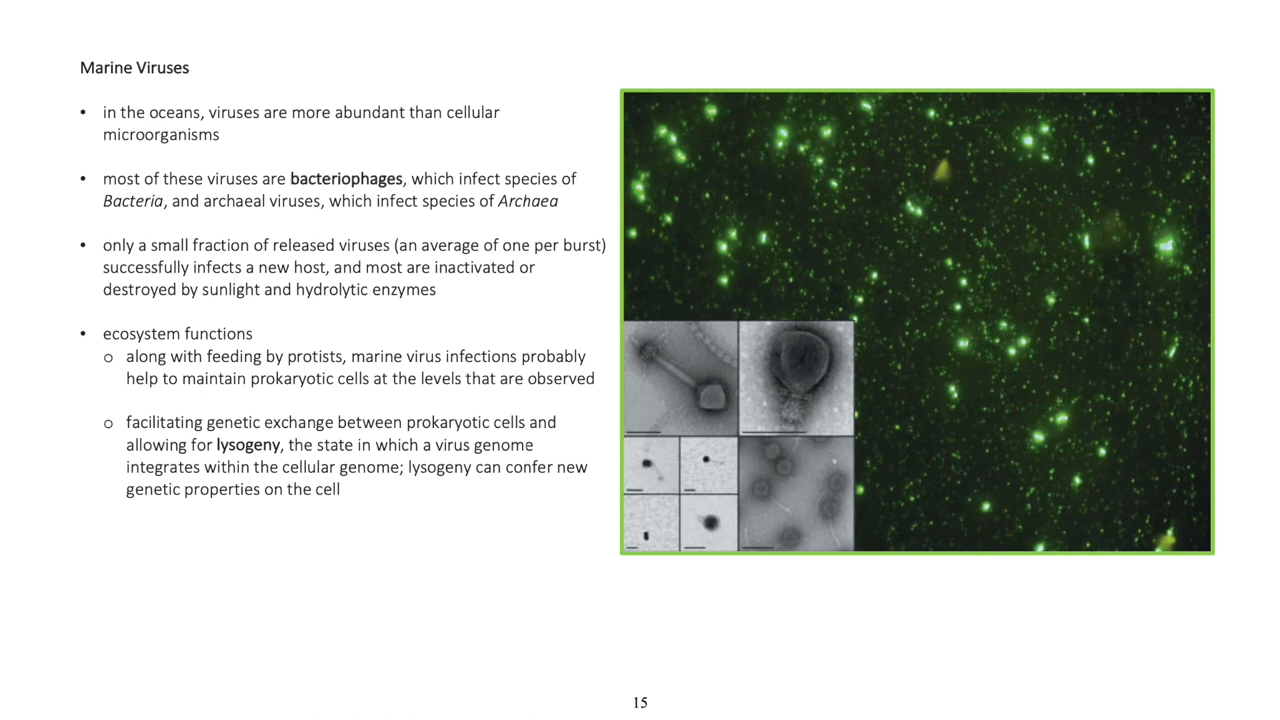 Marine Viruses
• in the oceans, viruses are more abundant than cellular
microorganisms
• most of these viruses are bacteriophages, which infect species of
Bacteria, and archaeal viruses, which infect species of Archaea
• only a small fraction of released viruses (an average of one per burst)
successfully infects a new host, and most are inactivated or
destroyed by sunlight and hydrolytic enzymes
• ecosystem functions
o along with feeding by protists, marine virus infections probably
help to maintain prokaryotic cells at the levels that are observed
o facilitating genetic exchange between prokaryotic cells and
allowing for lysogeny, the state in which a virus genome
integrates within the cellular genome; lysogeny can confer new
genetic properties on the cell
15